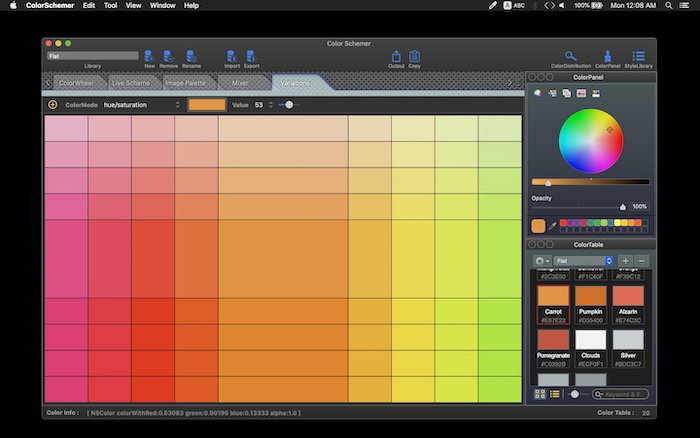 ColorSchemer Edit Tool View Window Help
ABC 100% Mon 12:08 AM
Color Schemer
Flat
Library New Remove Rename Import Export Output Copy ColorDistribution ColorPanel StyleLibrary
ColorWheel Live Scheme Image Palette Mixer Variations
ColorMode hue/saturation Value 53
ColorPanel
Opacity
100%
ColorTable
Flat
#2C3E50 #F1C40F #F39C12
Carrot Pumpkin Alizarin
#E67E22 #D35400 #E74C3C
Pomegranate Clouds Silver
#C0392B #ECF0F1 #BDC3C7
Keyword & P
Color Info : [ NSColor colorWithRed:0.63083 green:0.90195 blue:0.13333 alpha:1.0 ] Color Table : 20